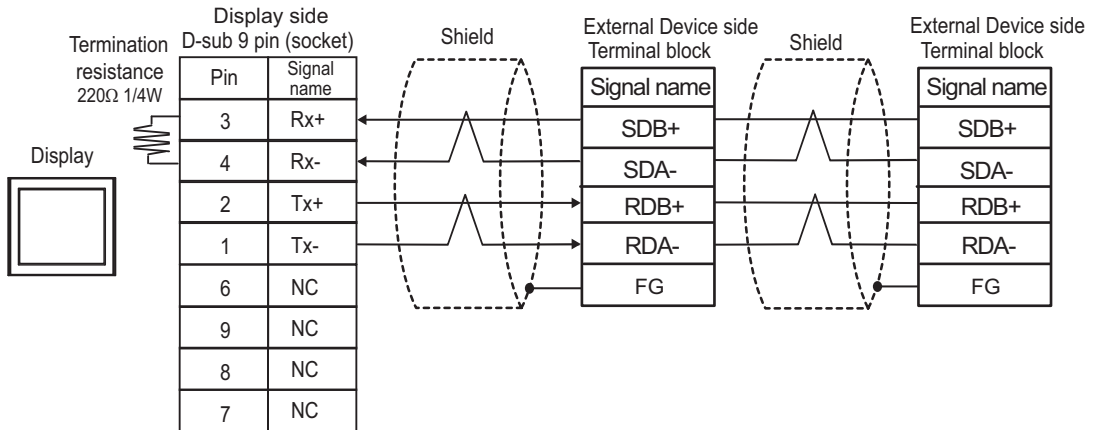 Display side
D-sub 9 pin (socket)
Termination
resistance
220Ω 1/4W
Display
Pin Signal name
3 Rx+
4 Rx-
2 Tx+
1 Tx-
6 NC
9 NC
8 NC
7 NC
Shield
External Device side
Terminal block
Signal name
SDB+
SDA-
RDB+
RDA-
FG
Shield
External Device side
Terminal block
Signal name
SDB+
SDA-
RDB+
RDA-
FG